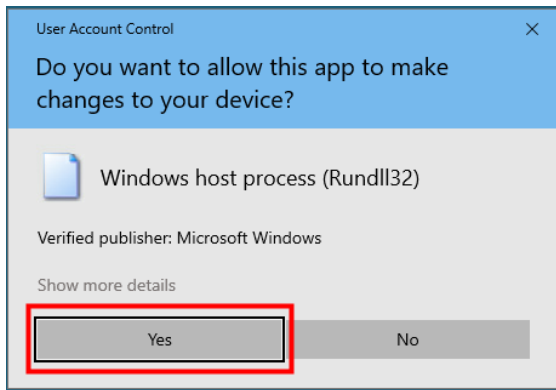 User Account Control
Do you want to allow this app to make
changes to your device?
Windows host process (Rundll32)
Verified publisher: Microsoft Windows
Show more details
Yes
No